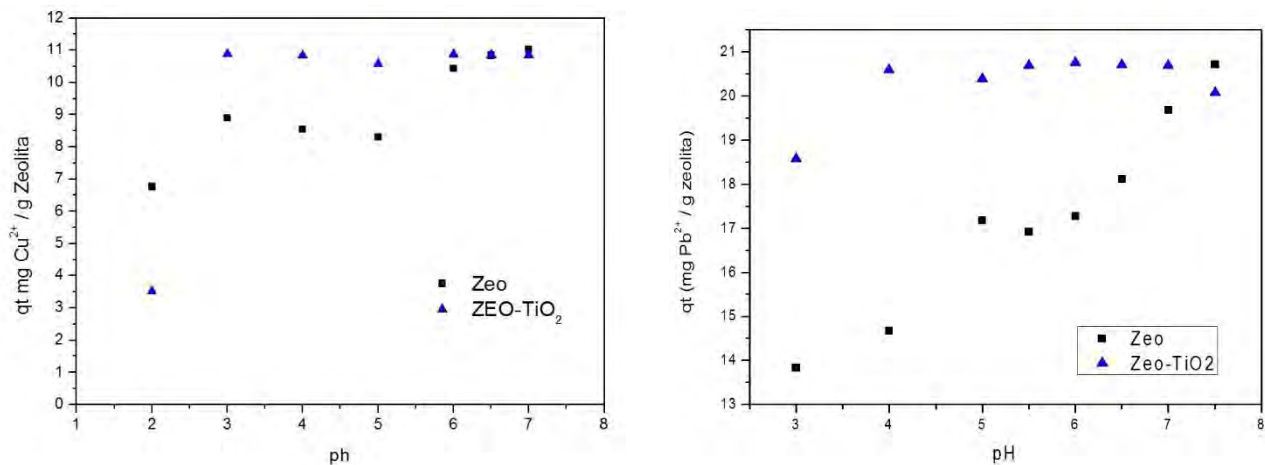 12
11
10
9
8
7
6
5
4
3
2
1
0
qt mg Cu²⁺ / g Zeolita
Zeo
ZEO-TiO₂
1 2 3 4 5 6 7 8
ph
21
20
19
18
17
16
15
14
13
qt (mg Pb²⁺ / g zeolita)
Zeo
Zeo-TiO2
3 4 5 6 7 8
pH